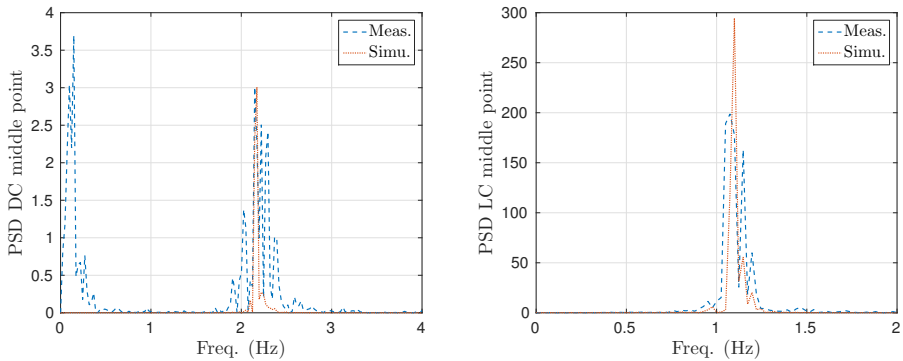 PSD DC middle point
4
3.5
3
2.5
2
1.5
1
0.5
0
0 1 2 3 4
Freq. (Hz)
Meas.
Simu.
PSD LC middle point
300
250
200
150
100
50
0
0 0.5 1 1.5 2
Freq. (Hz)
Meas.
Simu.